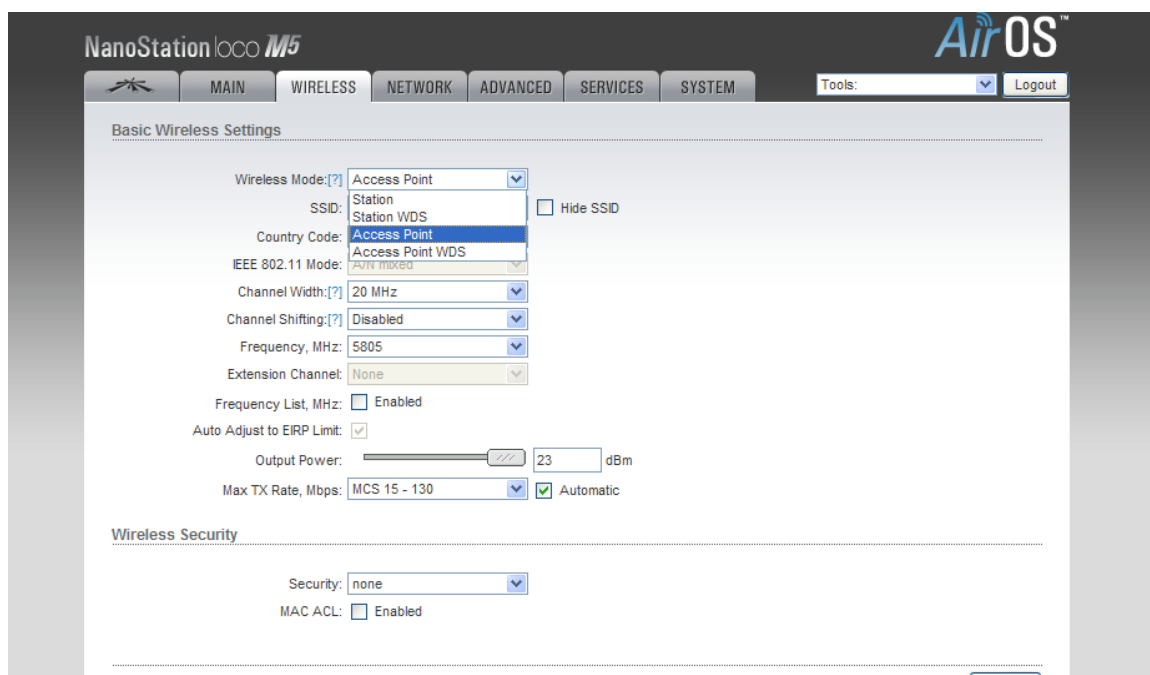 NanoStation loco M5
AirOS™
MAIN WIRELESS NETWORK ADVANCED SERVICES SYSTEM Tools: Logout
Basic Wireless Settings
Wireless Mode:[?] Access Point
Station
SSID: Hide SSID
Station WDS
Country Code: Access Point
Access Point WDS
IEEE 802.11 Mode: A/N mixed
Channel Width:[?] 20 MHz
Channel Shifting:[?] Disabled
Frequency, MHz: 5805
Extension Channel: None
Frequency List, MHz: Enabled
Auto Adjust to EIRP Limit:
Output Power: 23 dBm
Max TX Rate, Mbps: MCS 15 - 130 Automatic
Wireless Security
Security: none
MAC ACL: Enabled